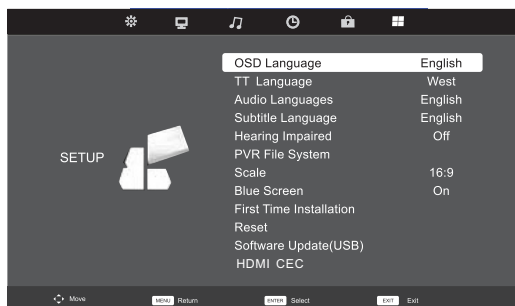 OSD Language English
TT Language West
Audio Languages English
Subtitle Language English
Hearing Impaired Off
PVR File System
SETUP
Scale 16:9
Blue Screen On
First Time Installation
Reset
Software Update(USB)
HDMI CEC
Move MENU Return ENTER Select EXIT Exit